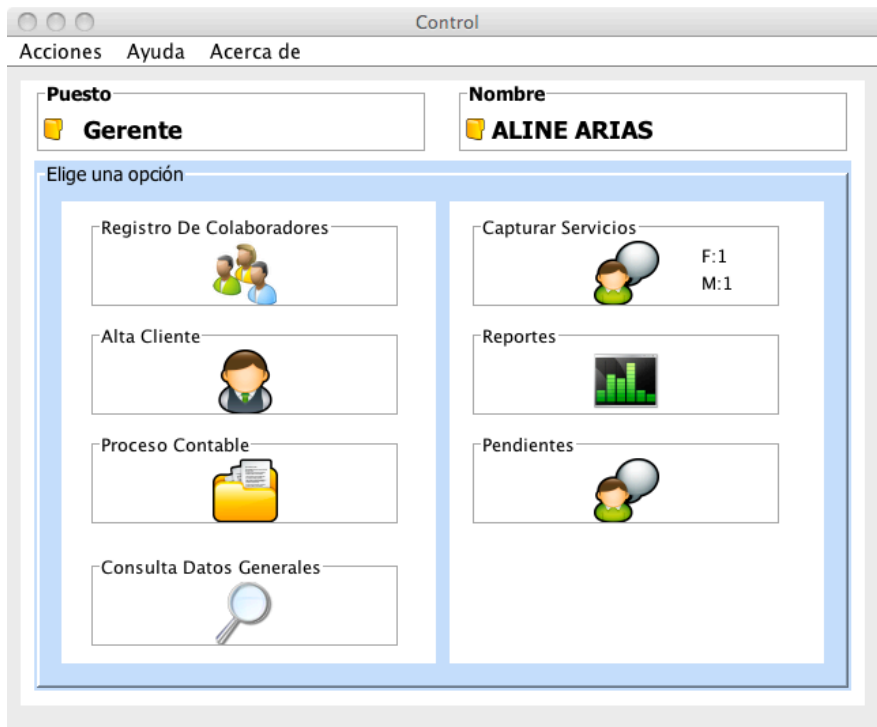 Control
Acciones Ayuda Acerca de
Puesto
Gerente
Nombre
ALINE ARIAS
Elige una opción
Registro De Colaboradores
Alta Cliente
Proceso Contable
Consulta Datos Generales
Capturar Servicios
F:1
M:1
Reportes
Pendientes